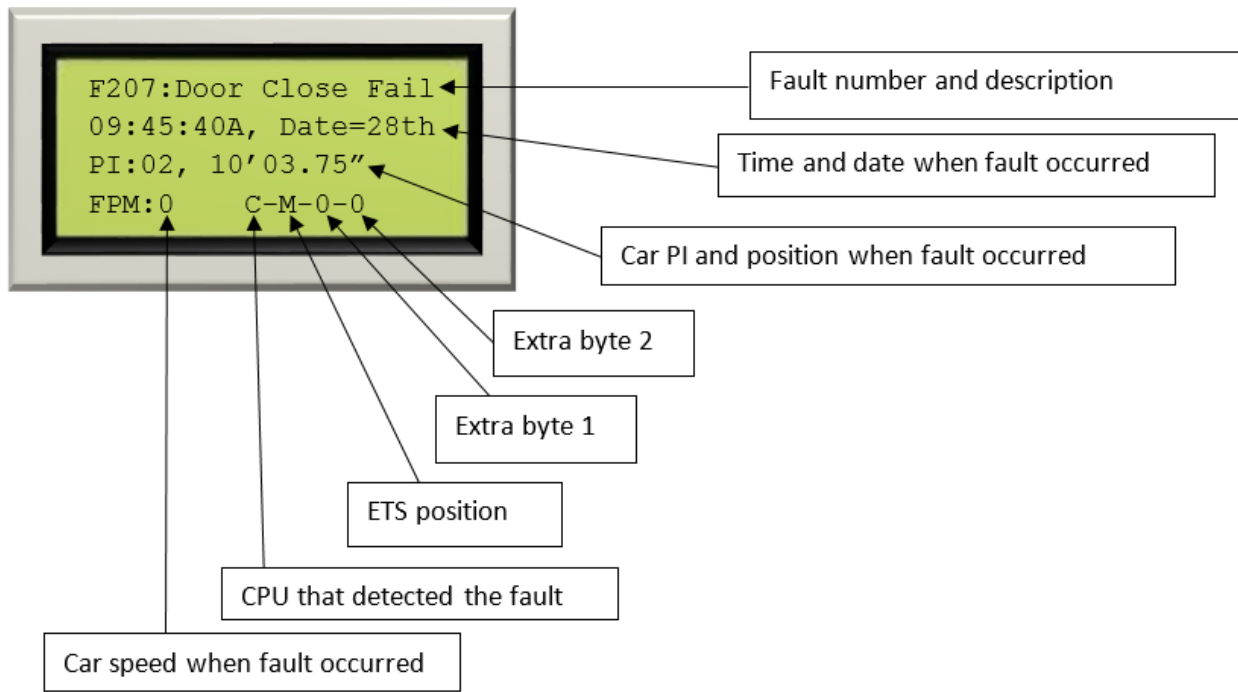 F207:Door Close Fail
09:45:40A, Date=28th
PI:02, 10’03.75”
FPM:0 C-M-0-0
Fault number and description
Time and date when fault occurred
Car PI and position when fault occurred
Extra byte 2
Extra byte 1
ETS position
CPU that detected the fault
Car speed when fault occurred